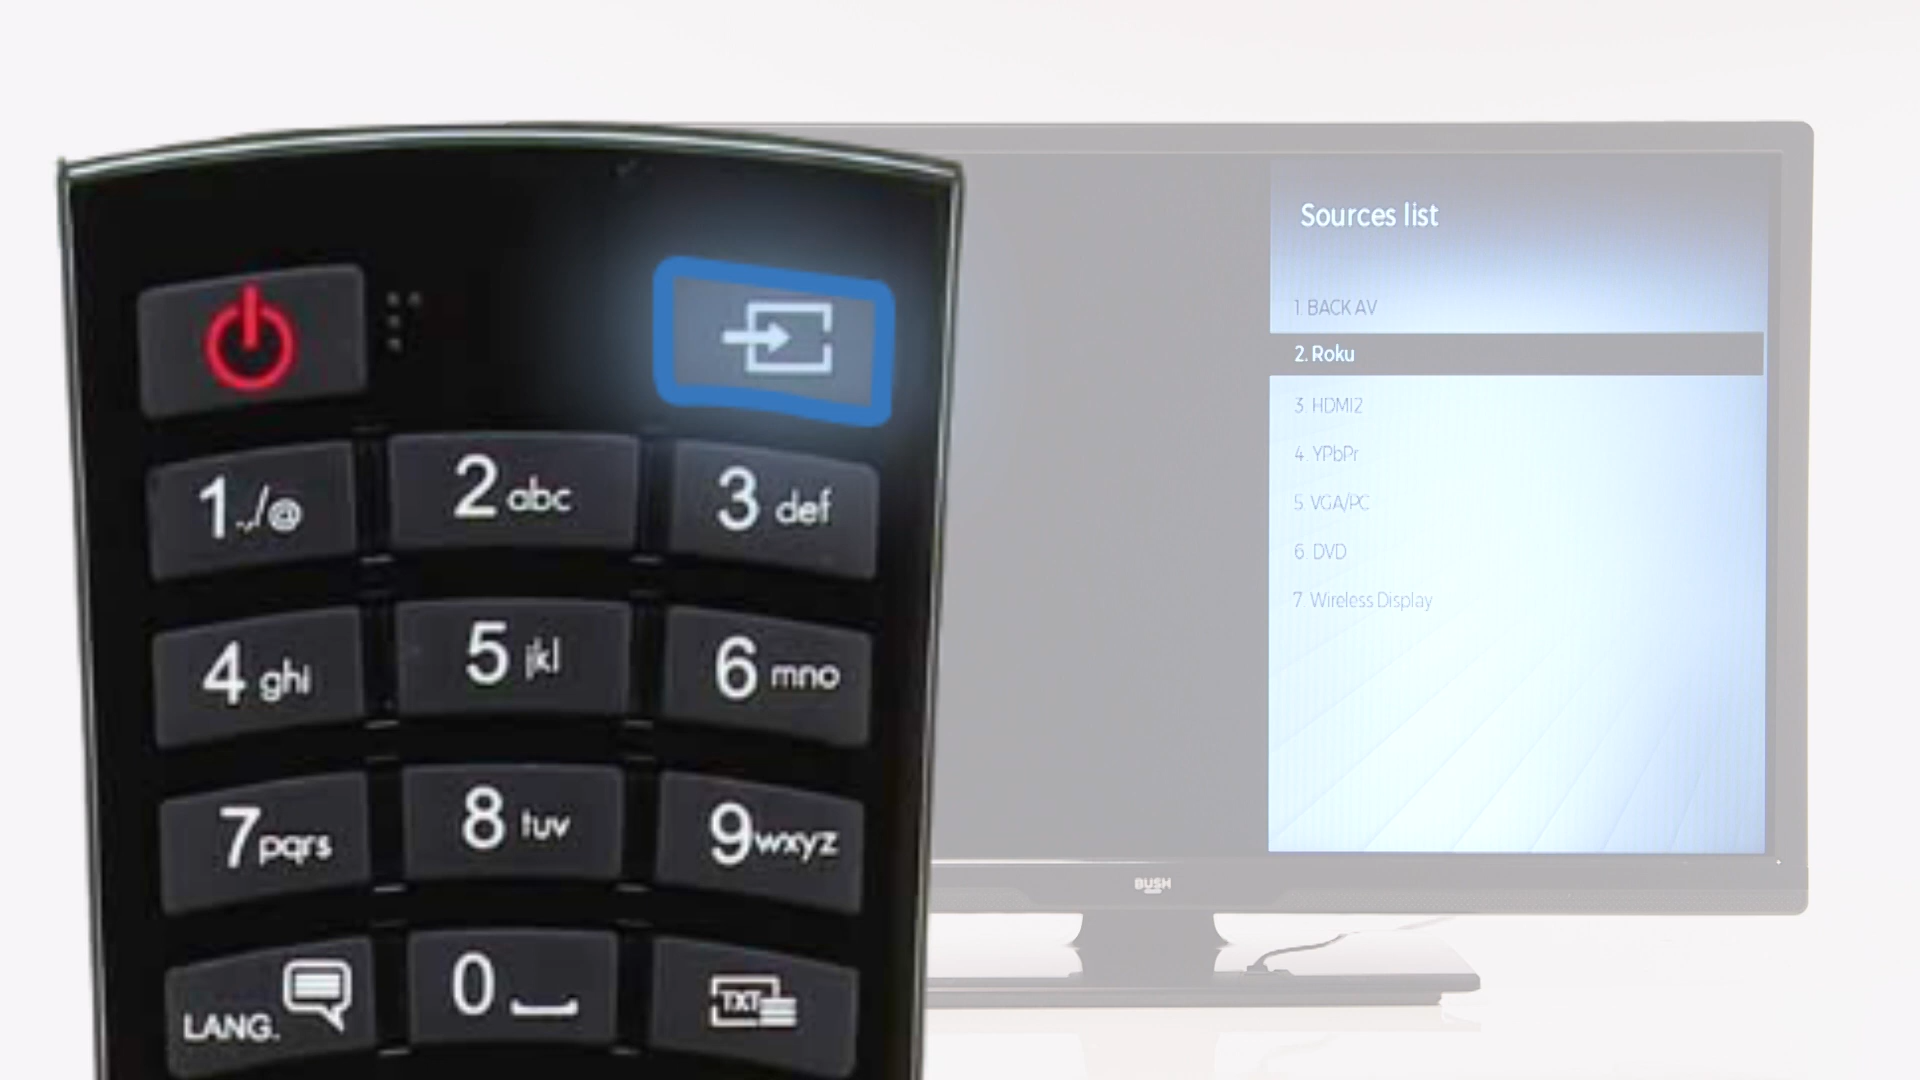 1.,/@
2 abc
3 def
4 ghi
5 jkl
6 mno
7 pqrs
8 tuv
9 wxyz
LANG.
0
TXT
Sources list
1. BACK AV
2. Roku
3. HDMI2
4. YPbPr
5. VGA/PC
6. DVD
7. Wireless Display
BUSH